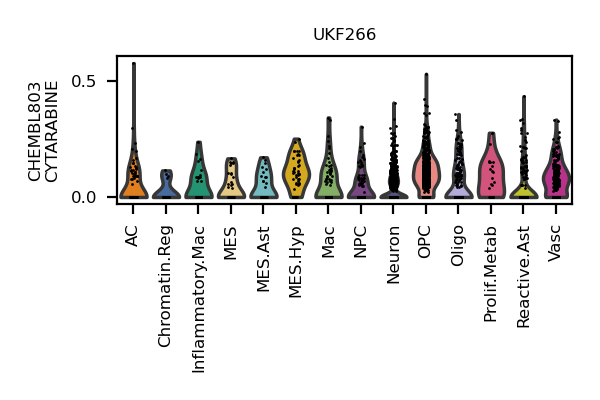 UKF266
CHEMBL803
CYTARABINE
0.5
0.0
AC
Chromatin.Reg
Inflammatory.Mac
MES
MES.Ast
MES.Hyp
Mac
NPC
Neuron
OPC
Oligo
Prolif.Metab
Reactive.Ast
Vasc